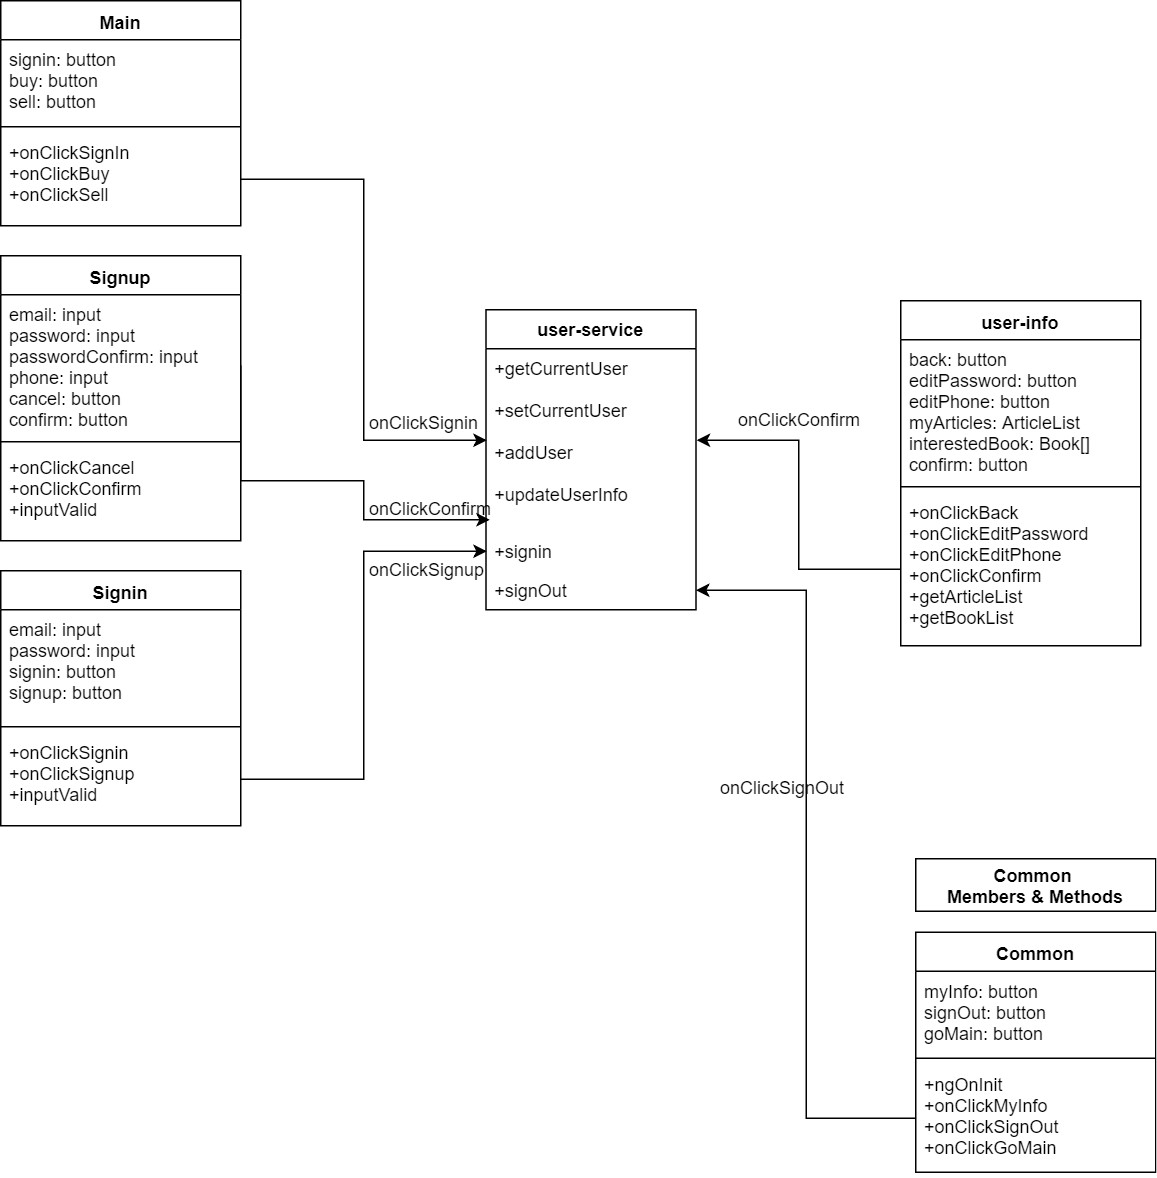 Main
signin: button
buy: button
sell: button
+onClickSignIn
+onClickBuy
+onClickSell
Signup
email: input
password: input
passwordConfirm: input
phone: input
cancel: button
confirm: button
+onClickCancel
+onClickConfirm
+inputValid
Signin
email: input
password: input
signin: button
signup: button
+onClickSignin
+onClickSignup
+inputValid
onClickSignin
onClickConfirm
onClickSignup
user-service
+getCurrentUser
+setCurrentUser
+addUser
+updateUserInfo
+signin
+signOut
onClickConfirm
onClickSignOut
user-info
back: button
editPassword: button
editPhone: button
myArticles: ArticleList
interestedBook: Book[]
confirm: button
+onClickBack
+onClickEditPassword
+onClickEditPhone
+onClickConfirm
+getArticleList
+getBookList
Common
Members & Methods
Common
myInfo: button
signOut: button
goMain: button
+ngOnInit
+onClickMyInfo
+onClickSignOut
+onClickGoMain